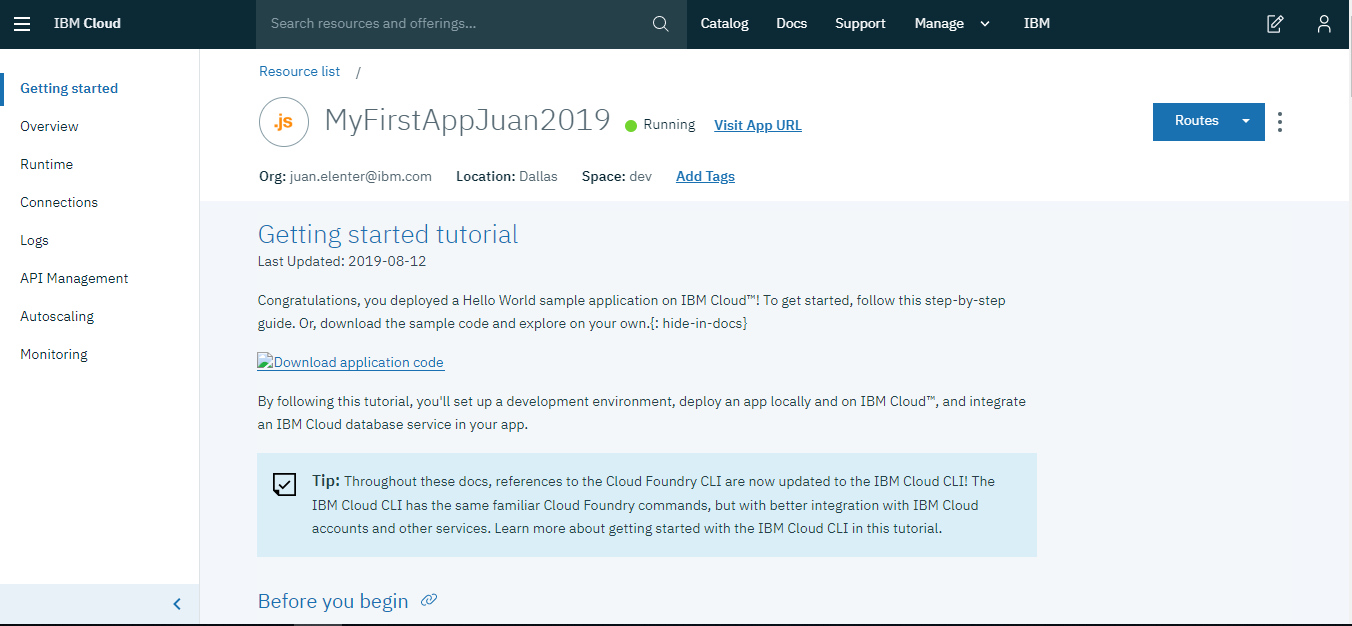 IBM Cloud
Search resources and offerings...
Catalog
Docs
Support
Manage
IBM
Getting started
Overview
Runtime
Connections
Logs
API Management
Autoscaling
Monitoring
Resource list /
.js
MyFirstAppJuan2019
Running
Visit App URL
Routes
Org: juan.elenter@ibm.com
Location: Dallas
Space: dev
Add Tags
Getting started tutorial
Last Updated: 2019-08-12
Congratulations, you deployed a Hello World sample application on IBM Cloud™! To get started, follow this step-by-step
guide. Or, download the sample code and explore on your own.{: hide-in-docs}
Download application code
By following this tutorial, you'll set up a development environment, deploy an app locally and on IBM Cloud™, and integrate
an IBM Cloud database service in your app.
Tip: Throughout these docs, references to the Cloud Foundry CLI are now updated to the IBM Cloud CLI! The
IBM Cloud CLI has the same familiar Cloud Foundry commands, but with better integration with IBM Cloud
accounts and other services. Learn more about getting started with the IBM Cloud CLI in this tutorial.
Before you begin